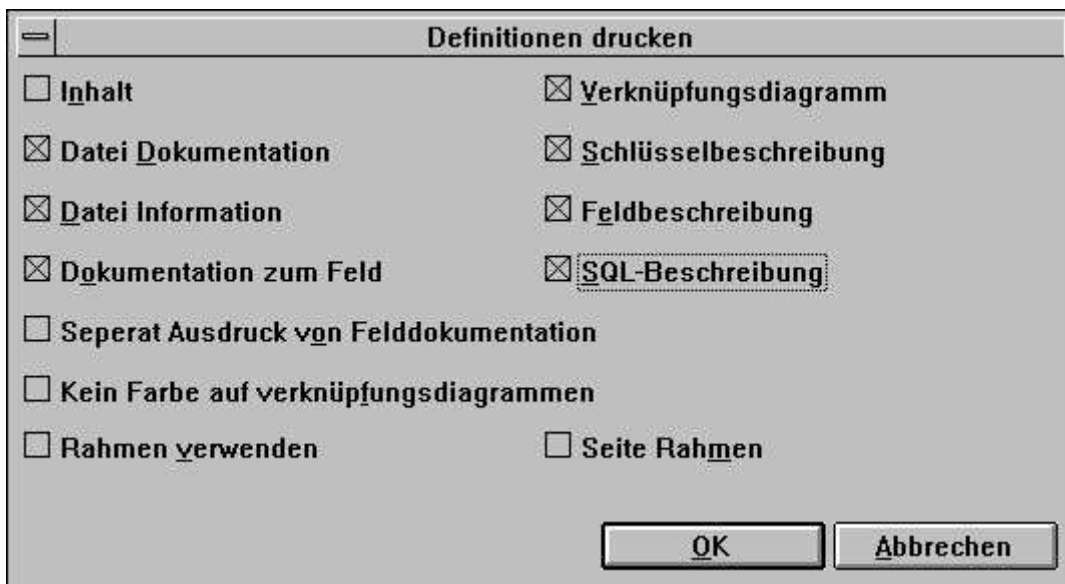 Definitionen drucken
Inhalt
Verknüpfungsdiagramm
Datei Dokumentation
Schlüsselbeschreibung
Datei Information
Feldbeschreibung
Dokumentation zum Feld
SQL-Beschreibung
Seperat Ausdruck von Felddokumentation
Kein Farbe auf verknüpfungsdiagrammen
Rahmen verwenden
Seite Rahmen
OK
Abbrechen